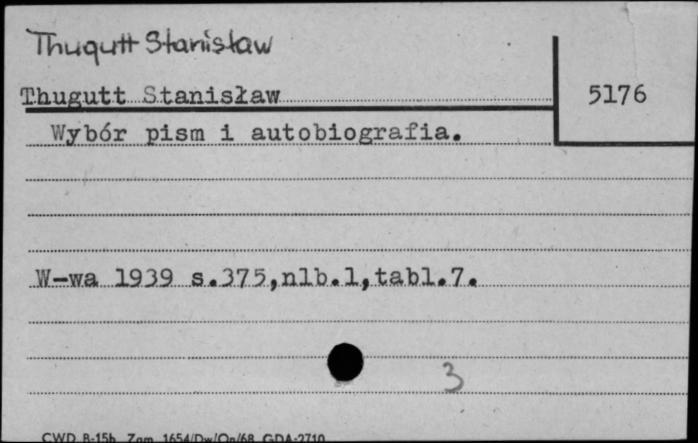 Thugutt Stanisław
Thugutt Stanisław
5176
Wybór pism i autobiografia.
W-wa 1939 s.375,nlb.1,tabl.7.
3
CWD B-15h Zam. 1654/Dw/On/68 GDA-2710